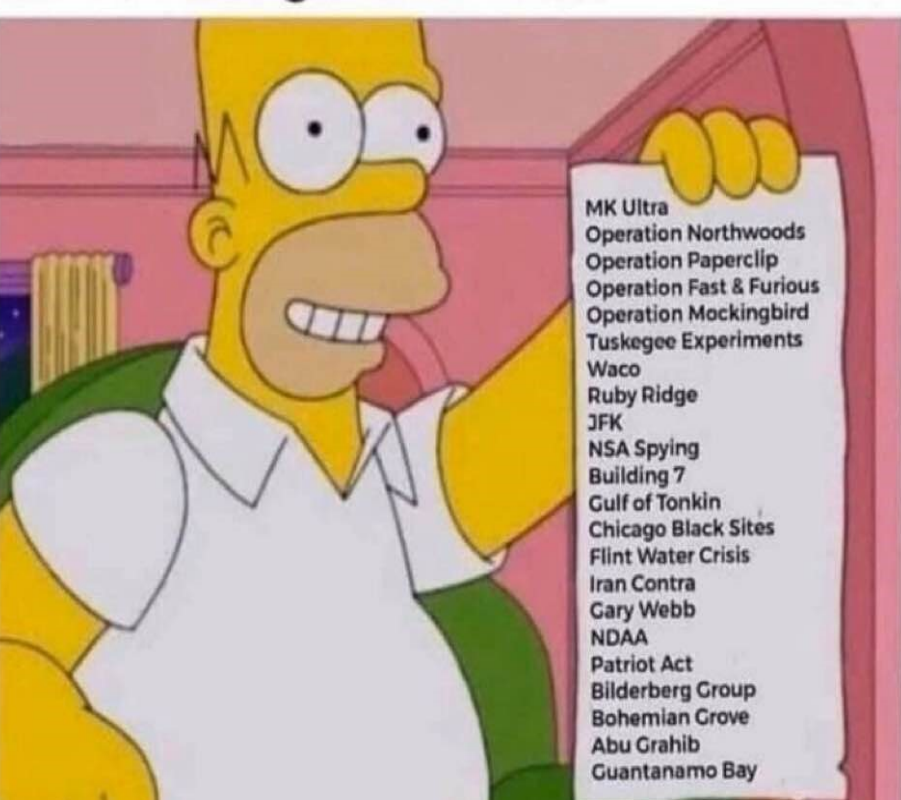 MK Ultra
Operation Northwoods
Operation Paperclip
Operation Fast & Furious
Operation Mockingbird
Tuskegee Experiments
Waco
Ruby Ridge
JFK
NSA Spying
Building 7
Gulf of Tonkin
Chicago Black Sites
Flint Water Crisis
Iran Contra
Gary Webb
NDAA
Patriot Act
Bilderberg Group
Bohemian Grove
Abu Grahib
Guantanamo Bay